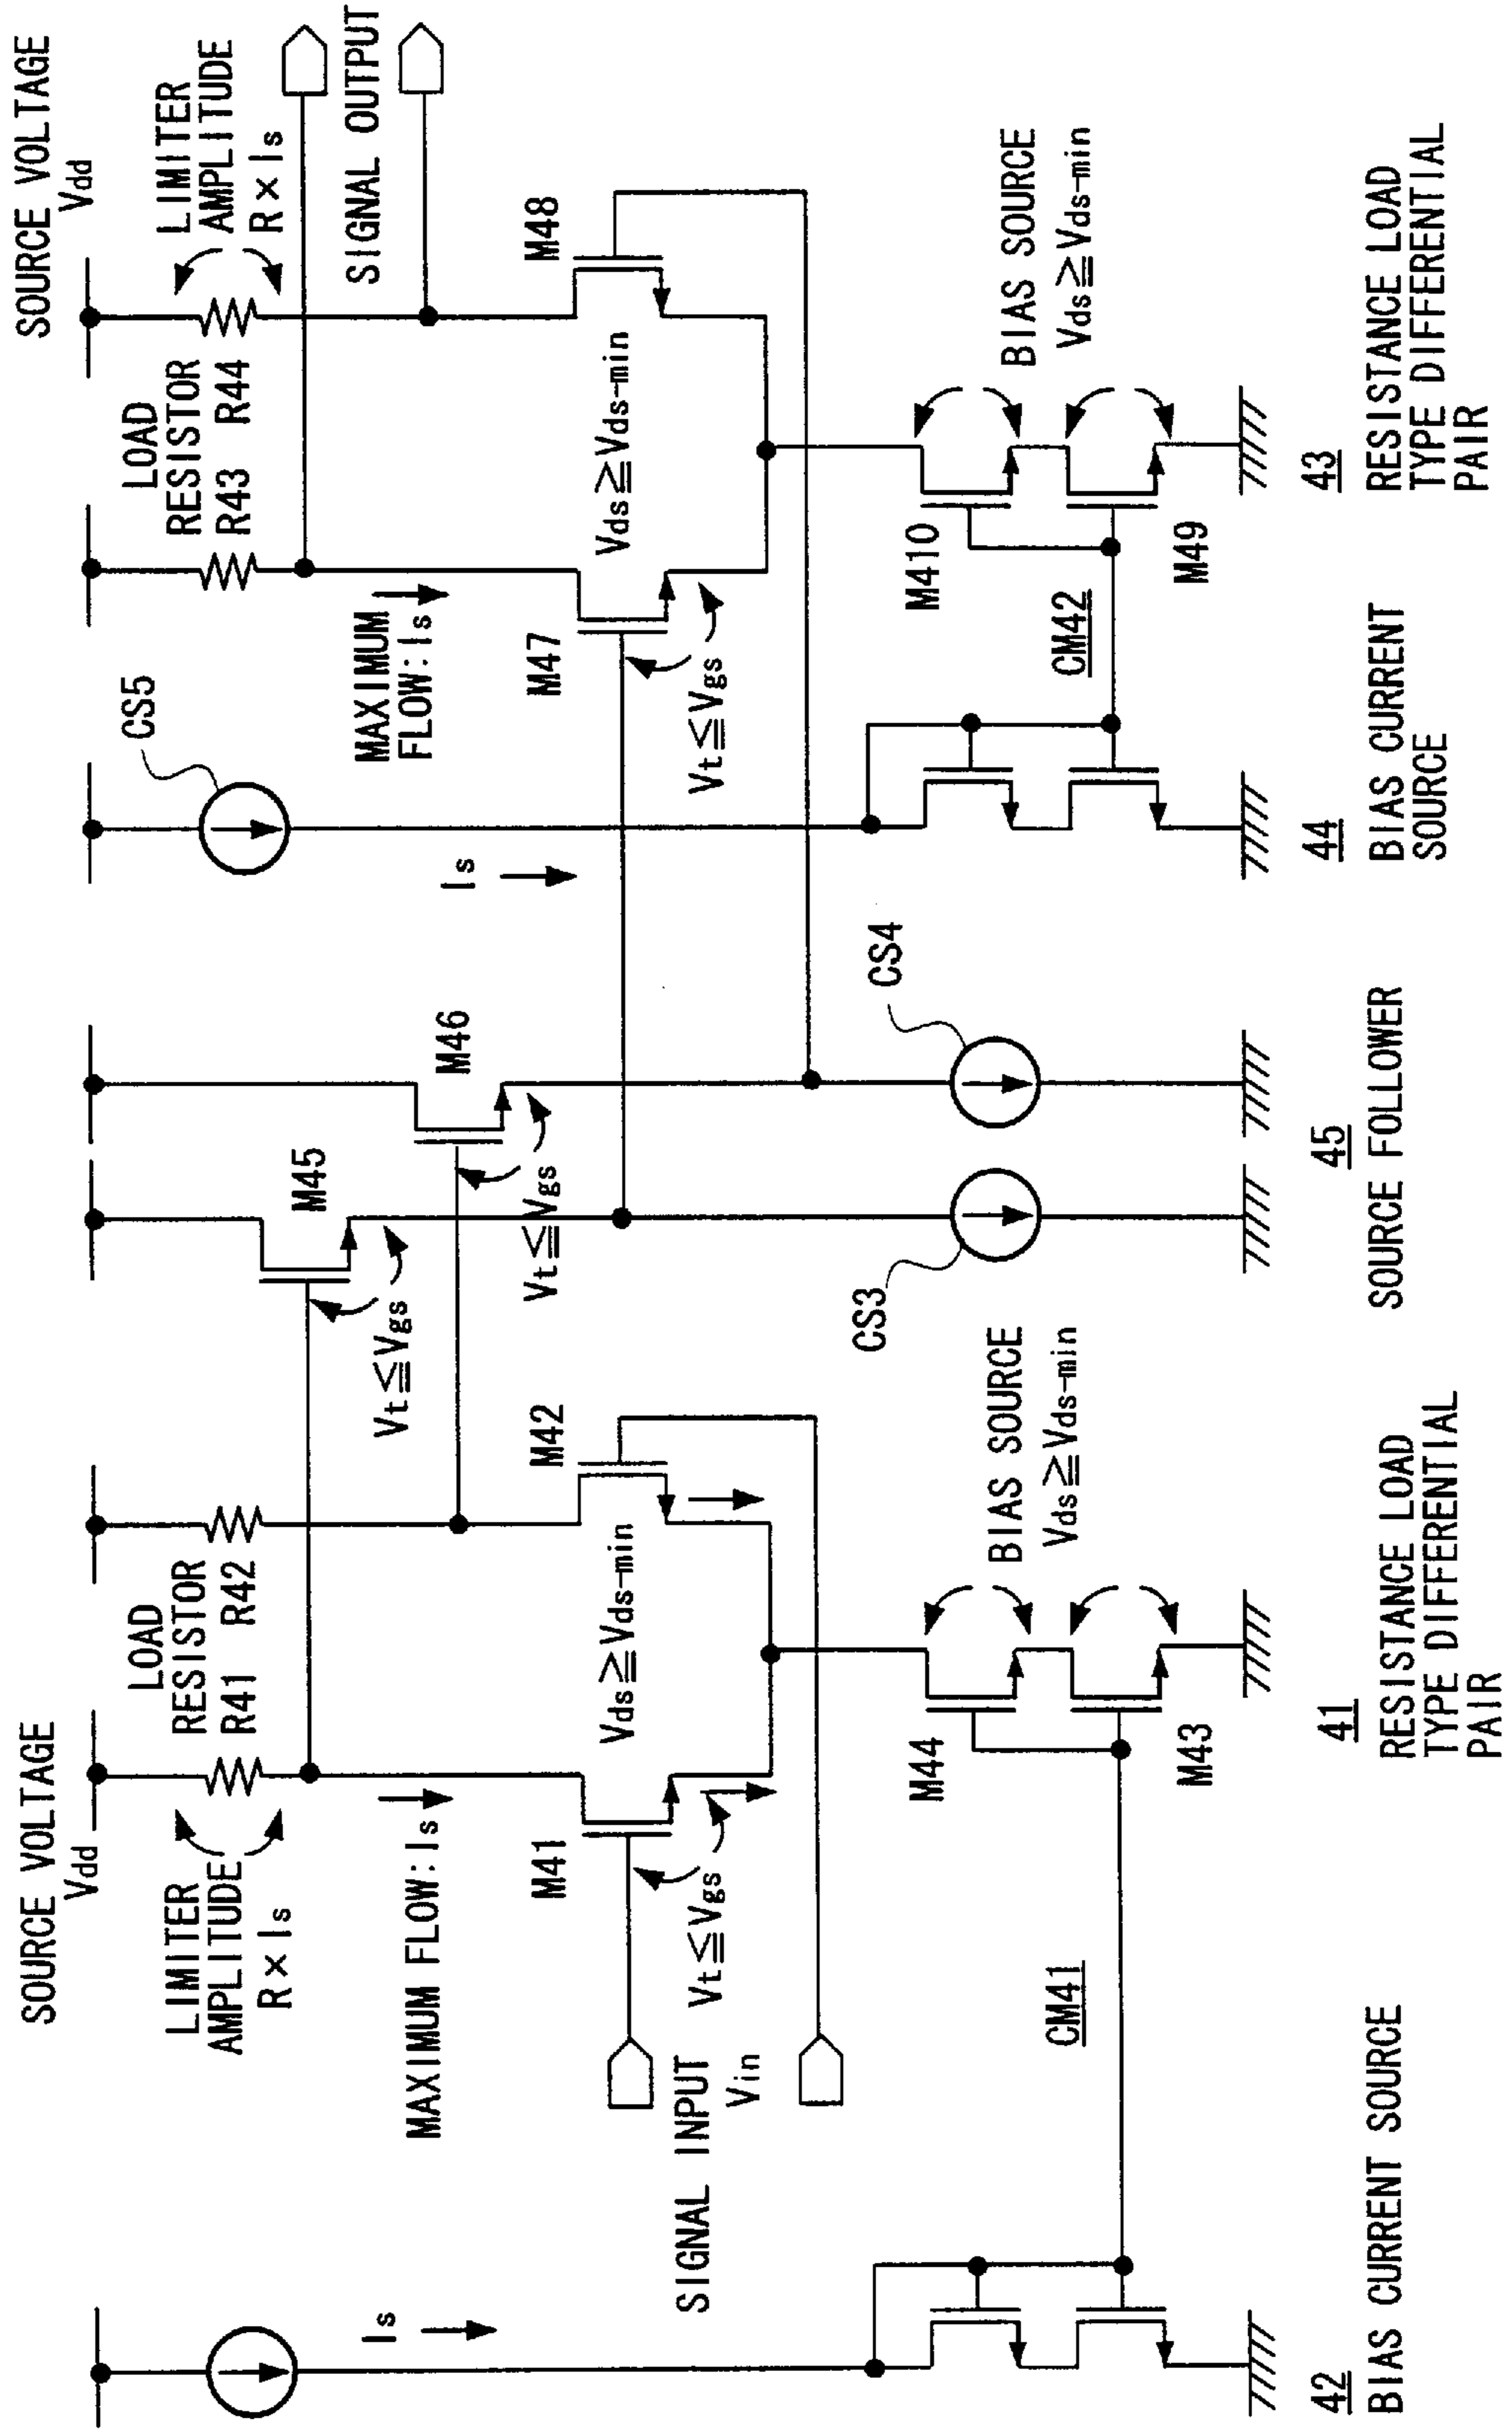 SOURCE VOLTAGE
Vdd
LIMITER
AMPLITUDE
R×Is
LOAD
RESISTOR
R41 R42
MAXIMUM FLOW:Is
Is
M41
M42
Vds≧Vds-min
Vt≦Vgs
SIGNAL INPUT
Vin
CM41
M44
M43
BIAS SOURCE
Vds≧Vds-min
M45
Vt≦Vgs
M46
Vt≦Vgs
CS3
CS4
CS5
Is
SOURCE VOLTAGE
Vdd
LIMITER
AMPLITUDE
R×Is
SIGNAL OUTPUT
LOAD
RESISTOR
R43 R44
MAXIMUM
FLOW:Is
M47
M48
Vds≧Vds-min
Vt≦Vgs
CM42
M410
M49
BIAS SOURCE
Vds≧Vds-min
42
BIAS CURRENT SOURCE
41
RESISTANCE LOAD
TYPE DIFFERENTIAL
PAIR
45
SOURCE FOLLOWER
44
BIAS CURRENT
SOURCE
43
RESISTANCE LOAD
TYPE DIFFERENTIAL
PAIR